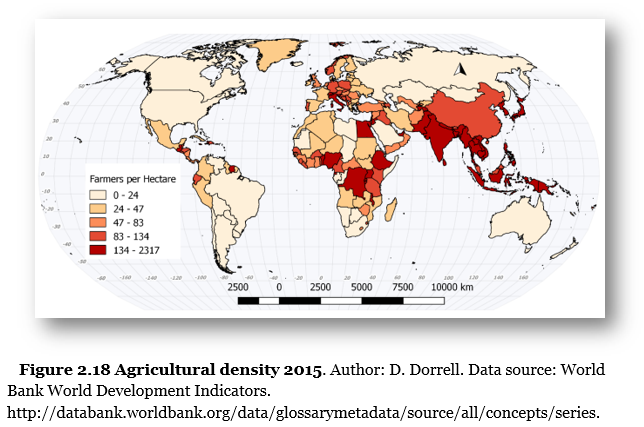 Farmers per Hectare
0 - 24
24 - 47
47 - 83
83 - 134
134 - 2317
2500 0 2500 5000 7500 10000 km
Figure 2.18 Agricultural density 2015. Author: D. Dorrell. Data source: World
Bank World Development Indicators.
http://databank.worldbank.org/data/glossarymetadata/source/all/concepts/series.